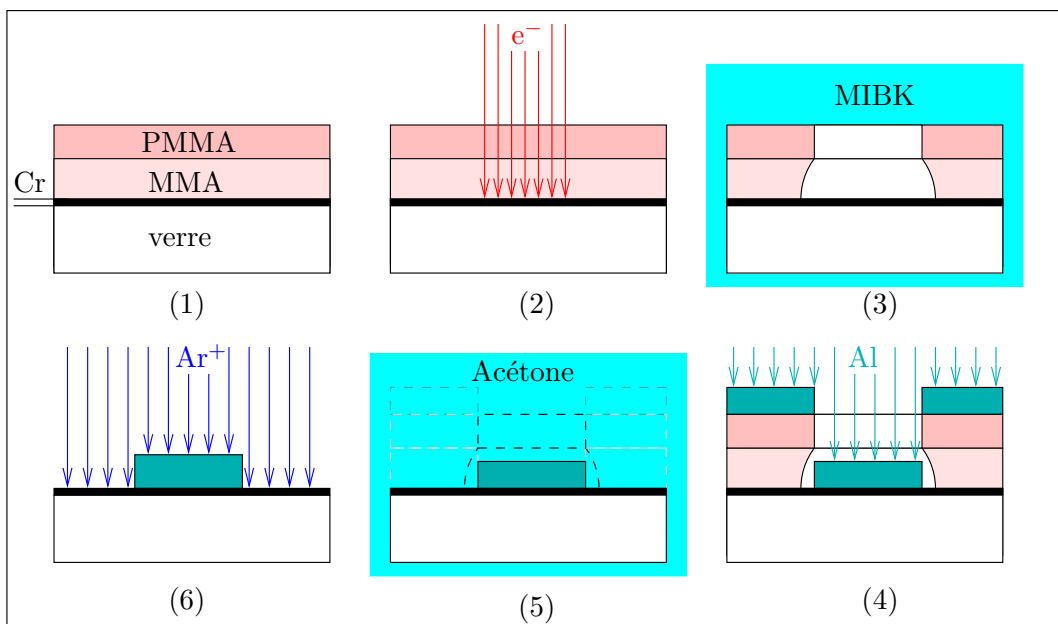 e⁻
MIBK
PMMA
MMA
Cr
verre
(1)
(2)
(3)
Ar⁺
Acétone
Al
(6)
(5)
(4)